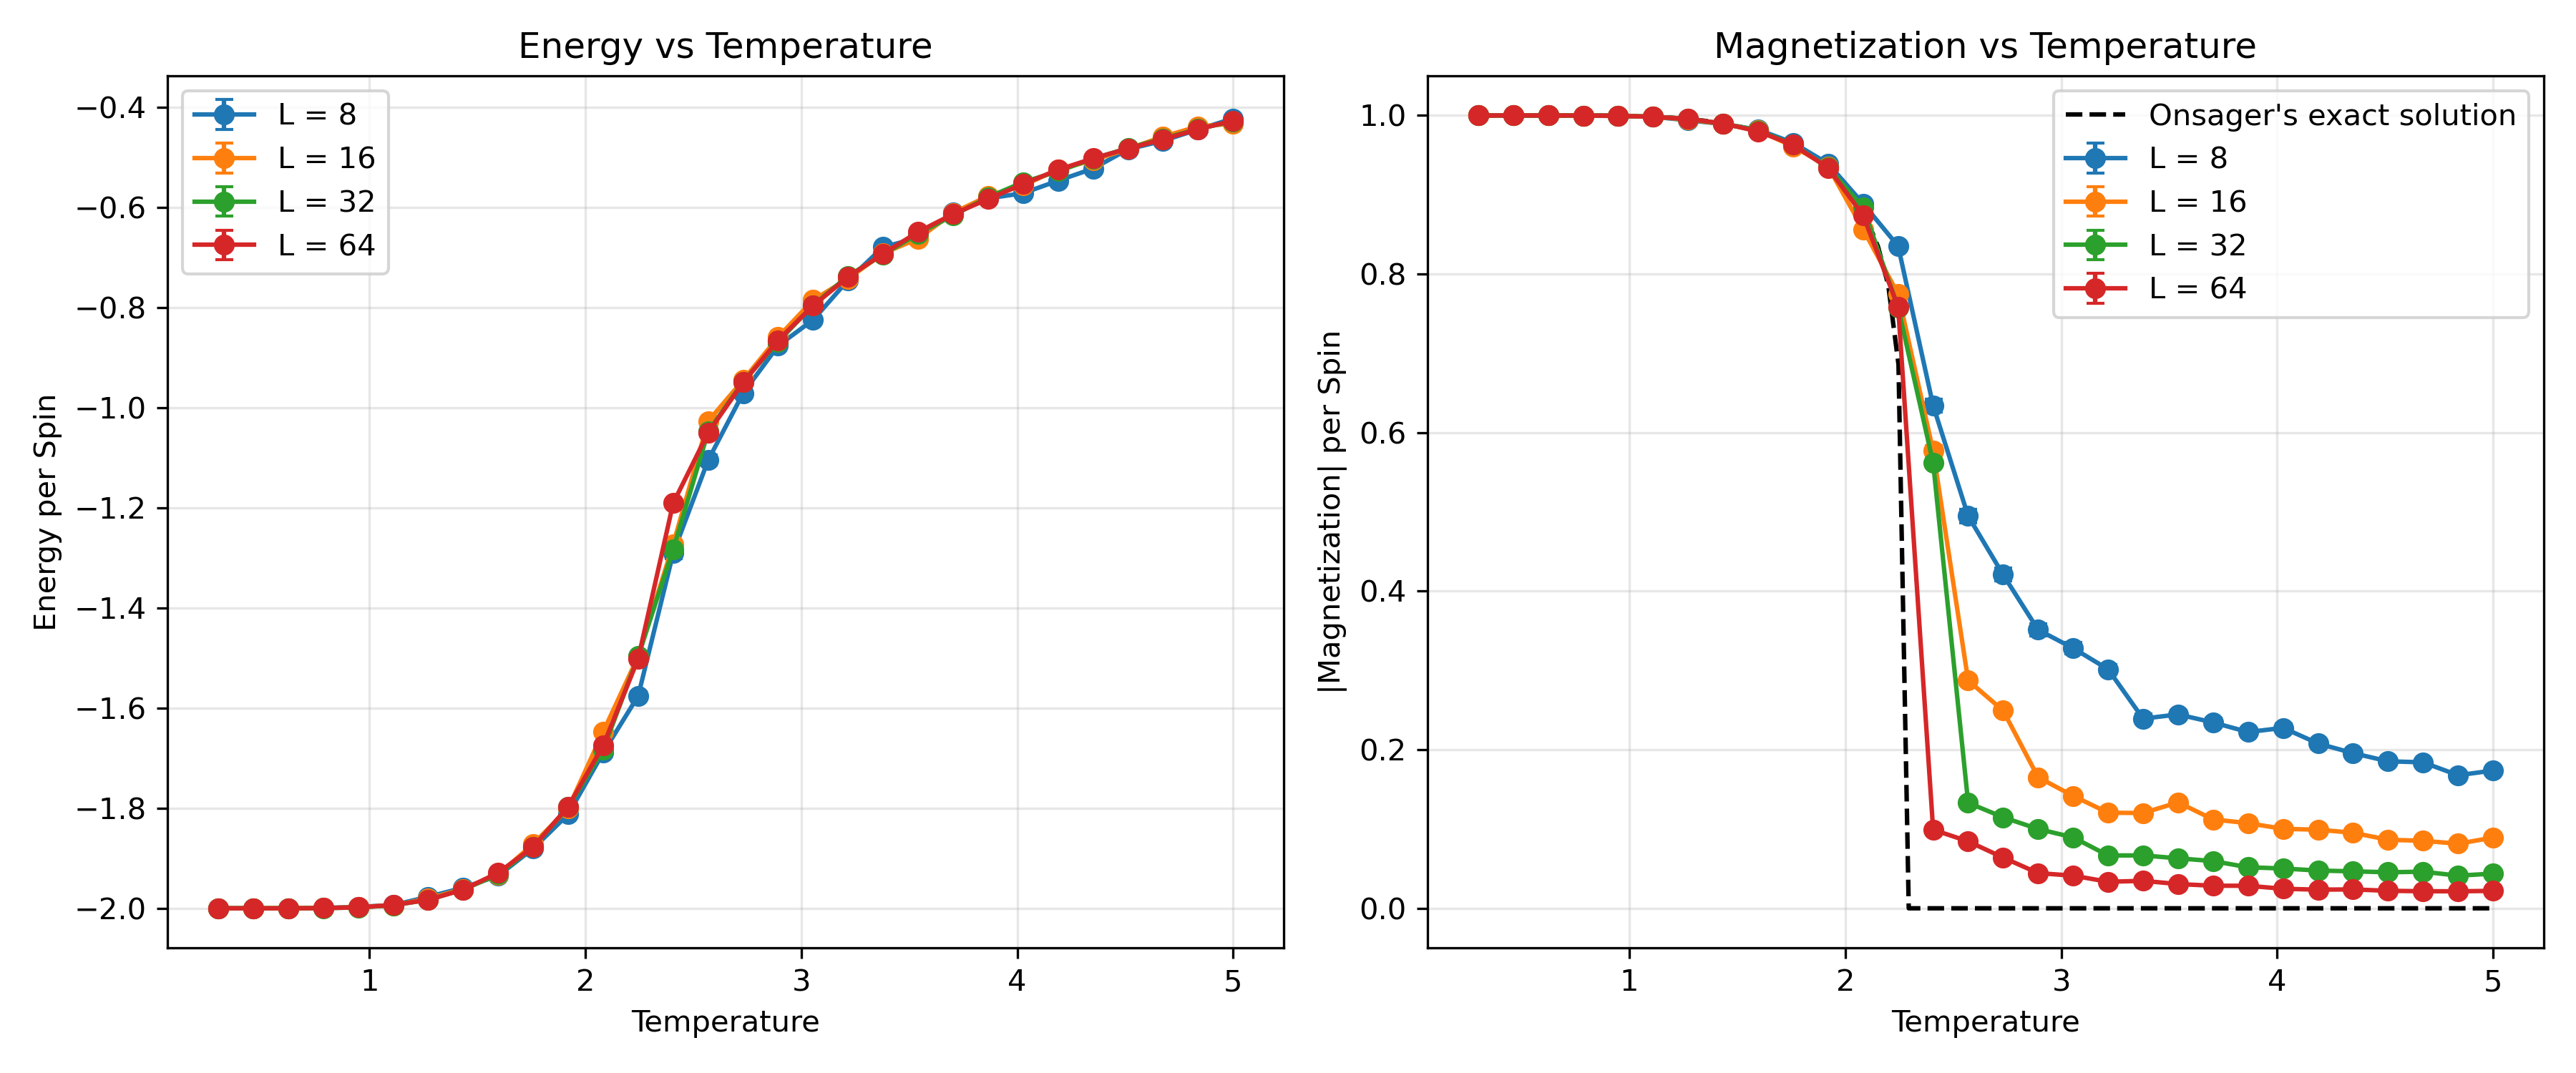 Energy vs Temperature
L = 8
L = 16
L = 32
L = 64
−0.4
−0.6
−0.8
−1.0
−1.2
−1.4
−1.6
−1.8
−2.0
Energy per Spin
1 2 3 4 5
Temperature
Magnetization vs Temperature
Onsager's exact solution
L = 8
L = 16
L = 32
L = 64
1.0
0.8
0.6
0.4
0.2
0.0
|Magnetization| per Spin
1 2 3 4 5
Temperature